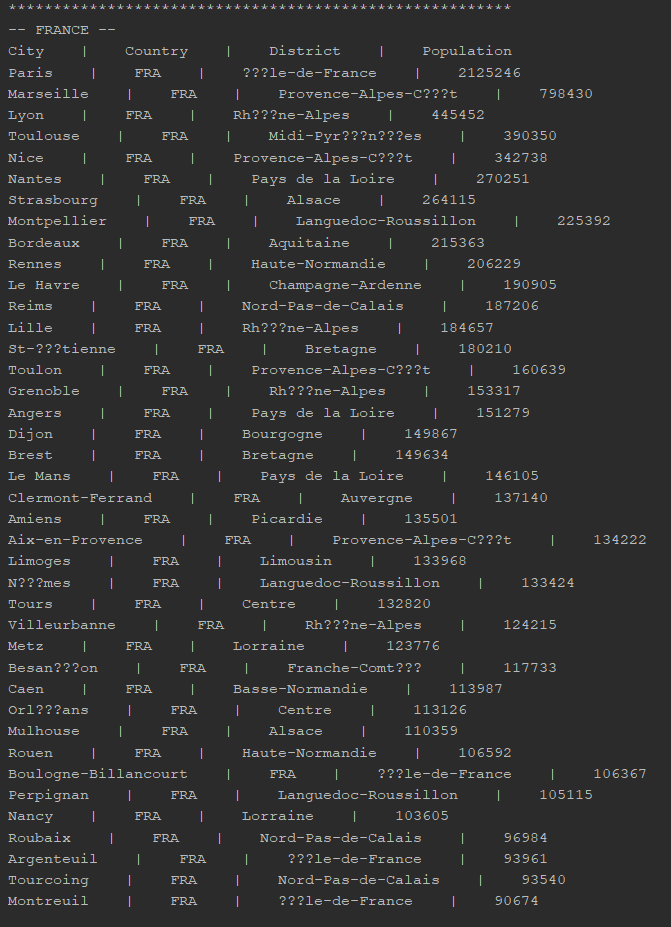 *******************************************************
-- FRANCE --
City    |    Country    |    District    |    Population
Paris    |    FRA    |    ???le-de-France    |    2125246
Marseille    |    FRA    |    Provence-Alpes-C???t    |    798430
Lyon    |    FRA    |    Rh???ne-Alpes    |    445452
Toulouse    |    FRA    |    Midi-Pyr???n???es    |    390350
Nice    |    FRA    |    Provence-Alpes-C???t    |    342738
Nantes    |    FRA    |    Pays de la Loire    |    270251
Strasbourg    |    FRA    |    Alsace    |    264115
Montpellier    |    FRA    |    Languedoc-Roussillon    |    225392
Bordeaux    |    FRA    |    Aquitaine    |    215363
Rennes    |    FRA    |    Haute-Normandie    |    206229
Le Havre    |    FRA    |    Champagne-Ardenne    |    190905
Reims    |    FRA    |    Nord-Pas-de-Calais    |    187206
Lille    |    FRA    |    Rh???ne-Alpes    |    184657
St-???tienne    |    FRA    |    Bretagne    |    180210
Toulon    |    FRA    |    Provence-Alpes-C???t    |    160639
Grenoble    |    FRA    |    Rh???ne-Alpes    |    153317
Angers    |    FRA    |    Pays de la Loire    |    151279
Dijon    |    FRA    |    Bourgogne    |    149867
Brest    |    FRA    |    Bretagne    |    149634
Le Mans    |    FRA    |    Pays de la Loire    |    146105
Clermont-Ferrand    |    FRA    |    Auvergne    |    137140
Amiens    |    FRA    |    Picardie    |    135501
Aix-en-Provence    |    FRA    |    Provence-Alpes-C???t    |    134222
Limoges    |    FRA    |    Limousin    |    133968
N???mes    |    FRA    |    Languedoc-Roussillon    |    133424
Tours    |    FRA    |    Centre    |    132820
Villeurbanne    |    FRA    |    Rh???ne-Alpes    |    124215
Metz    |    FRA    |    Lorraine    |    123776
Besan???on    |    FRA    |    Franche-Comt???    |    117733
Caen    |    FRA    |    Basse-Normandie    |    113987
Orl???ans    |    FRA    |    Centre    |    113126
Mulhouse    |    FRA    |    Alsace    |    110359
Rouen    |    FRA    |    Haute-Normandie    |    106592
Boulogne-Billancourt    |    FRA    |    ???le-de-France    |    106367
Perpignan    |    FRA    |    Languedoc-Roussillon    |    105115
Nancy    |    FRA    |    Lorraine    |    103605
Roubaix    |    FRA    |    Nord-Pas-de-Calais    |    96984
Argenteuil    |    FRA    |    ???le-de-France    |    93961
Tourcoing    |    FRA    |    Nord-Pas-de-Calais    |    93540
Montreuil    |    FRA    |    ???le-de-France    |    90674